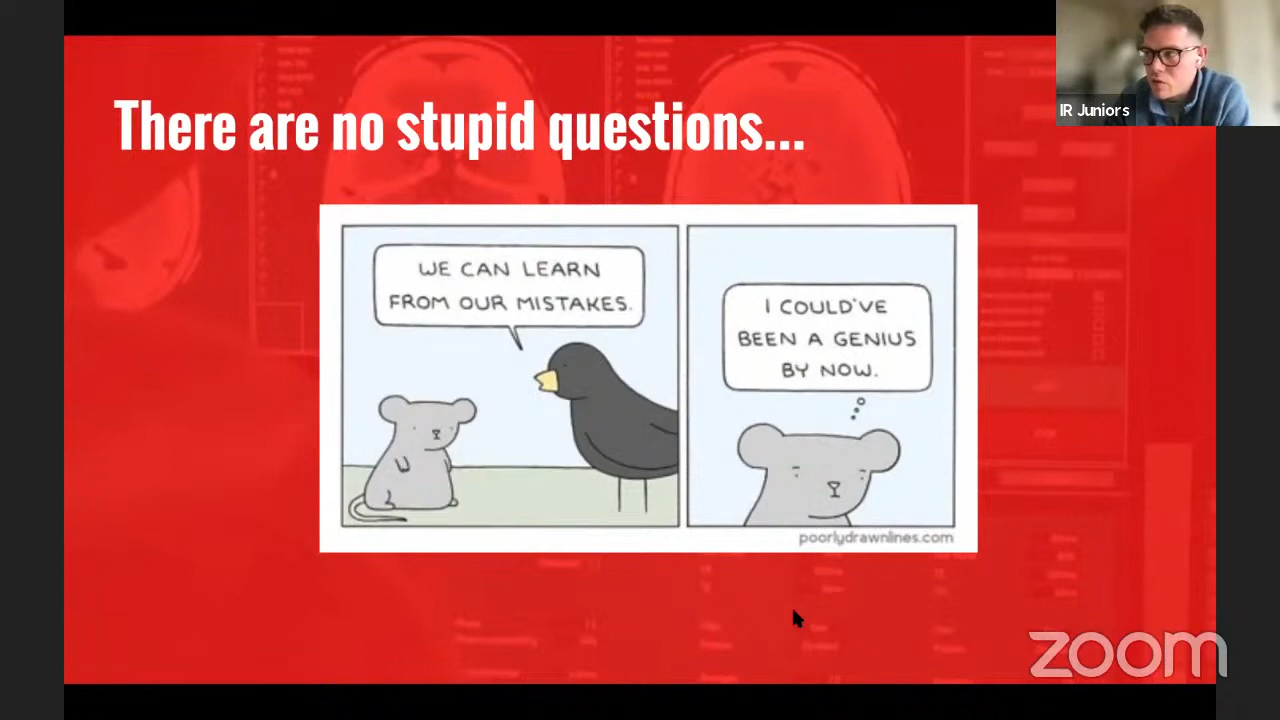 There are no stupid questions...
IR Juniors
WE CAN LEARN
FROM OUR MISTAKES.
I COULD'VE
BEEN A GENIUS
BY NOW.
poorlydrawnlines.com
zoom